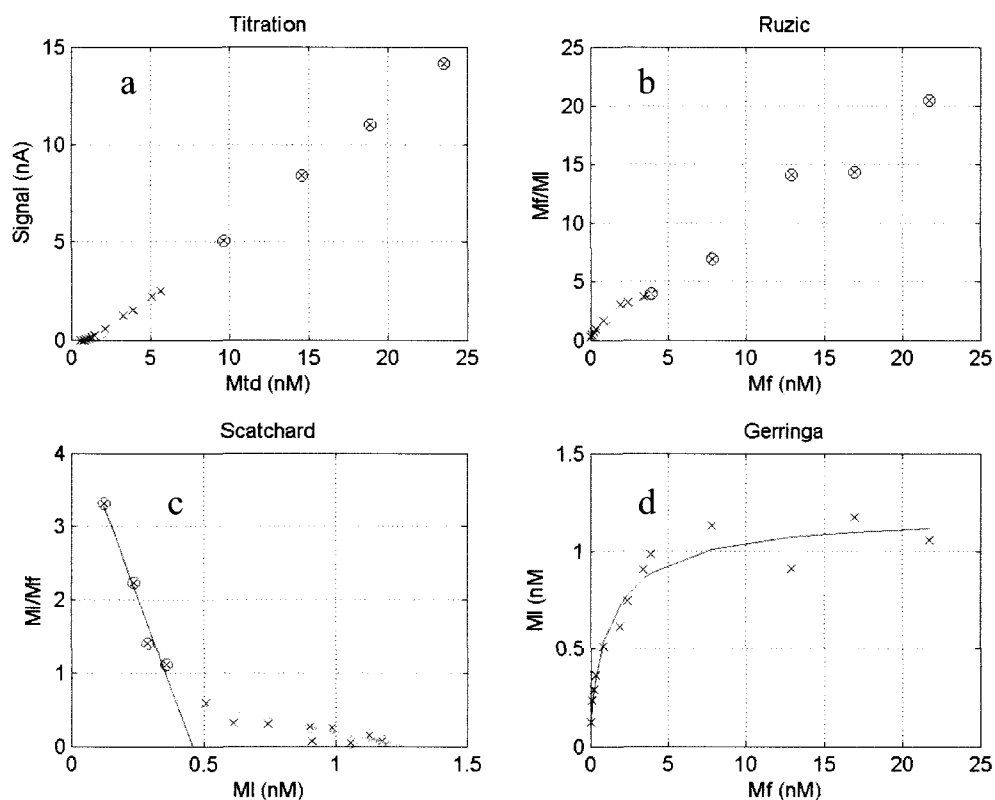 Titration
15
10
5
0
Signal (nA)
a
0 5 10 15 20 25
Mtd (nM)
Ruzic
25
20
15
10
5
0
Mf/Ml
b
0 5 10 15 20 25
Mf (nM)
Scatchard
4
3
2
1
0
Ml/Mf
c
0 0.5 1 1.5
Ml (nM)
Gerringa
1.5
1
0.5
0
Ml (nM
d
0 5 10 15 20 25
Mf (nM)